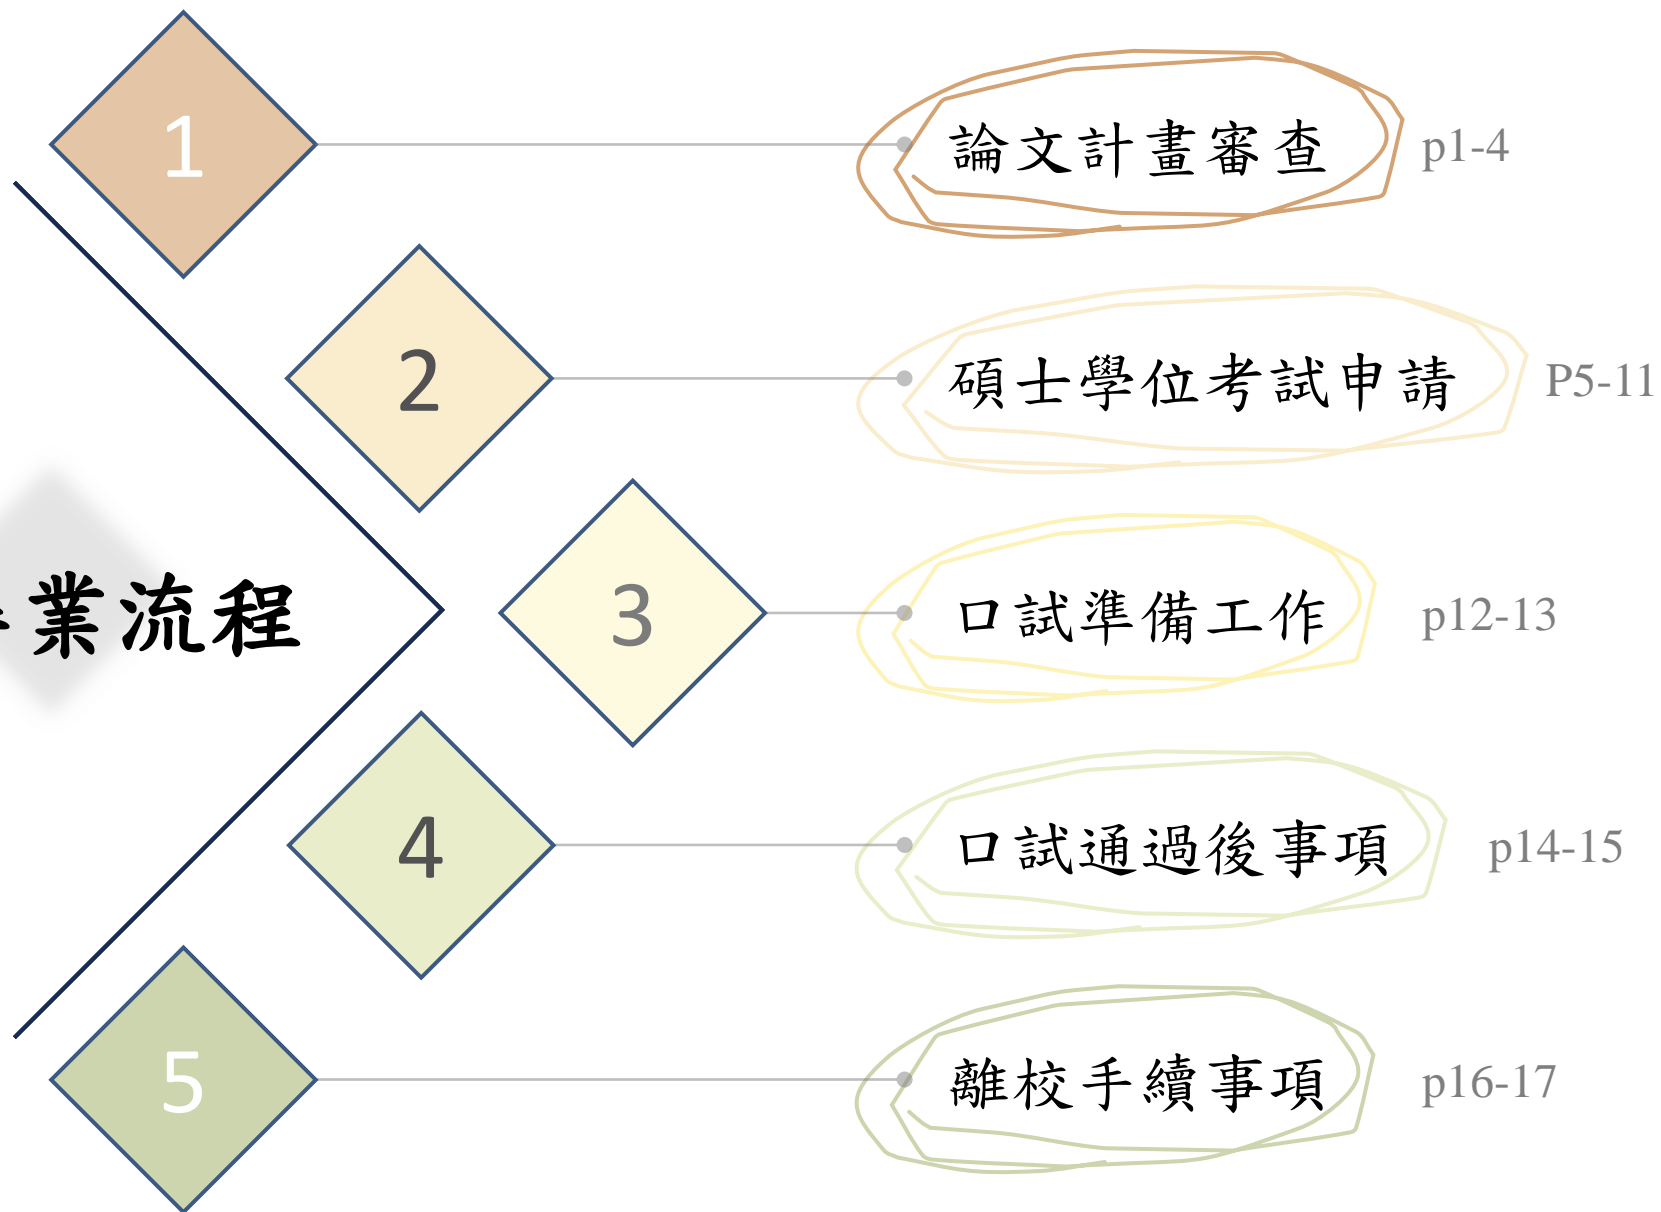 1
論文計畫審查 p1-4
2
碩士學位考試申請 P5-11
業流程
3
口試準備工作 p12-13
4
口試通過後事項 p14-15
5
離校手續事項 p16-17